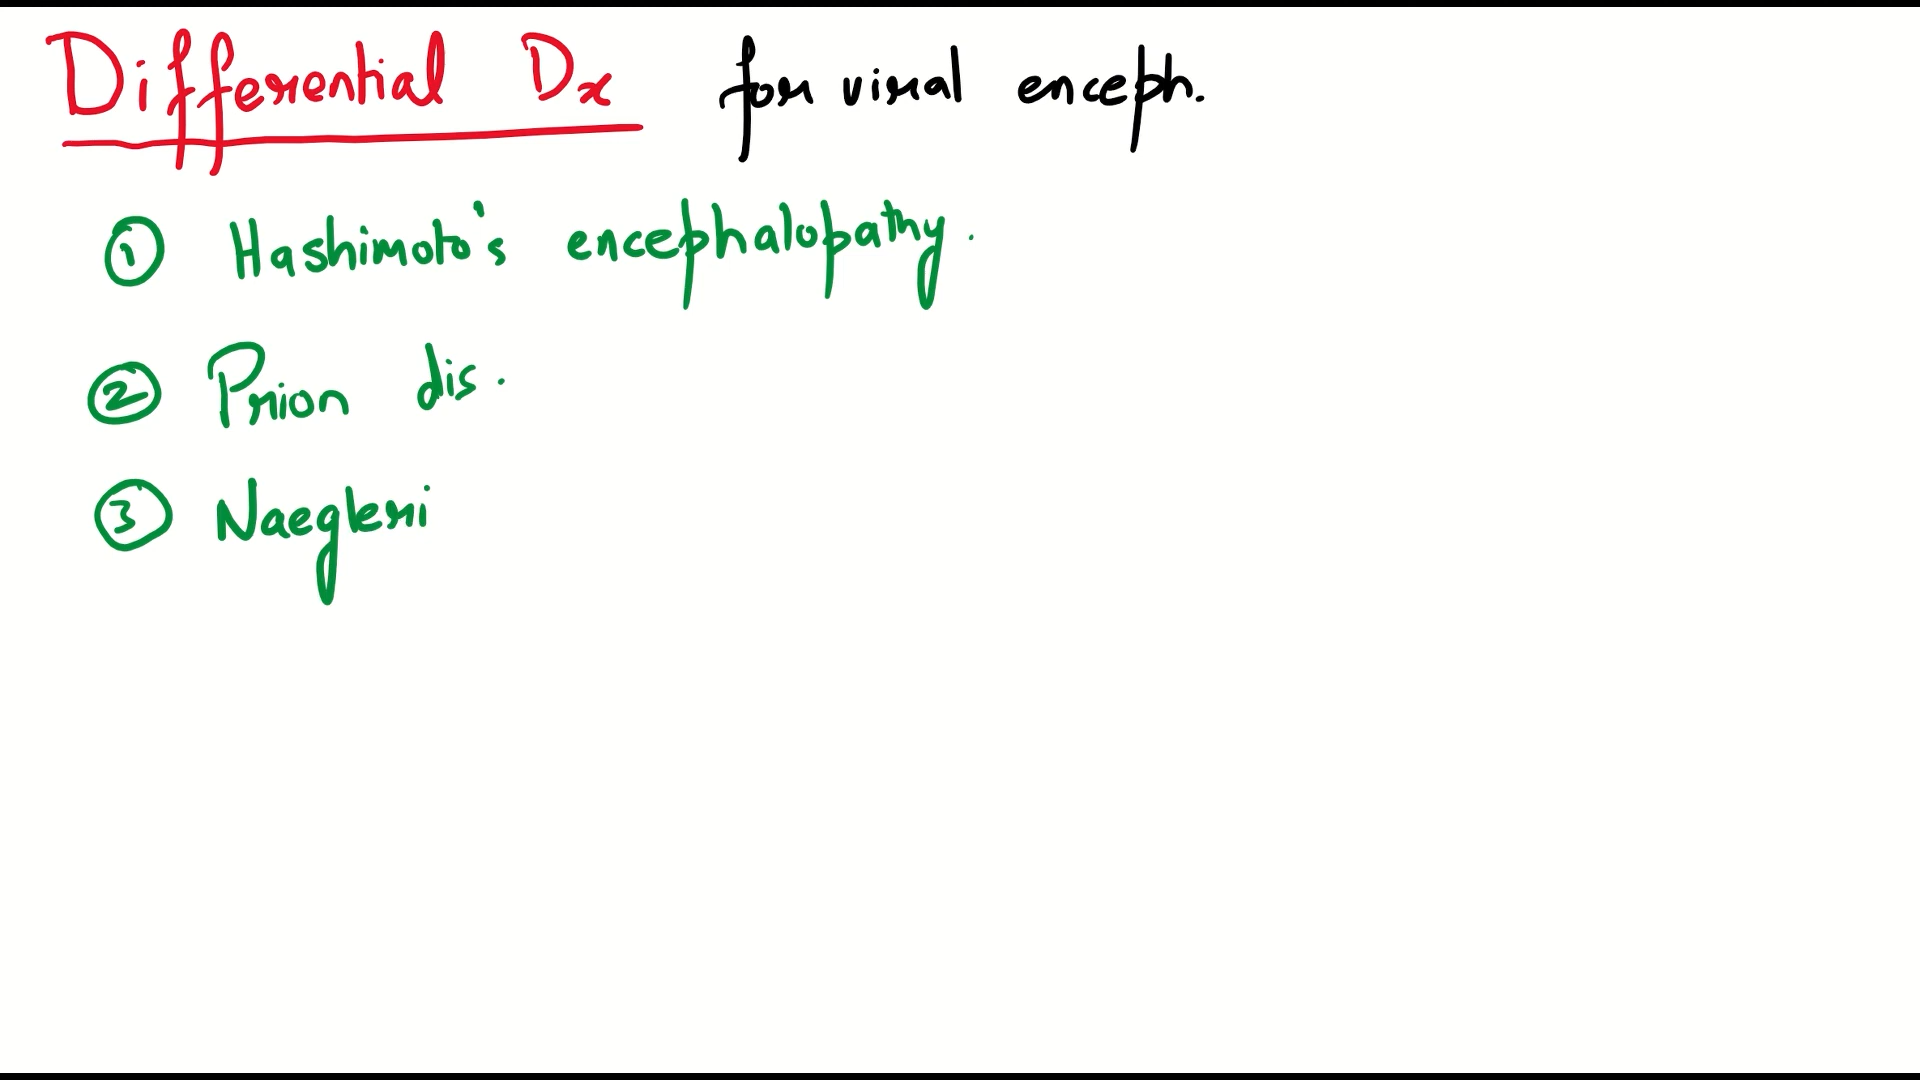 Differential Dx for viral enceph.
① Hashimoto's encephalopathy.
② Prion dis.
③ Naegleri